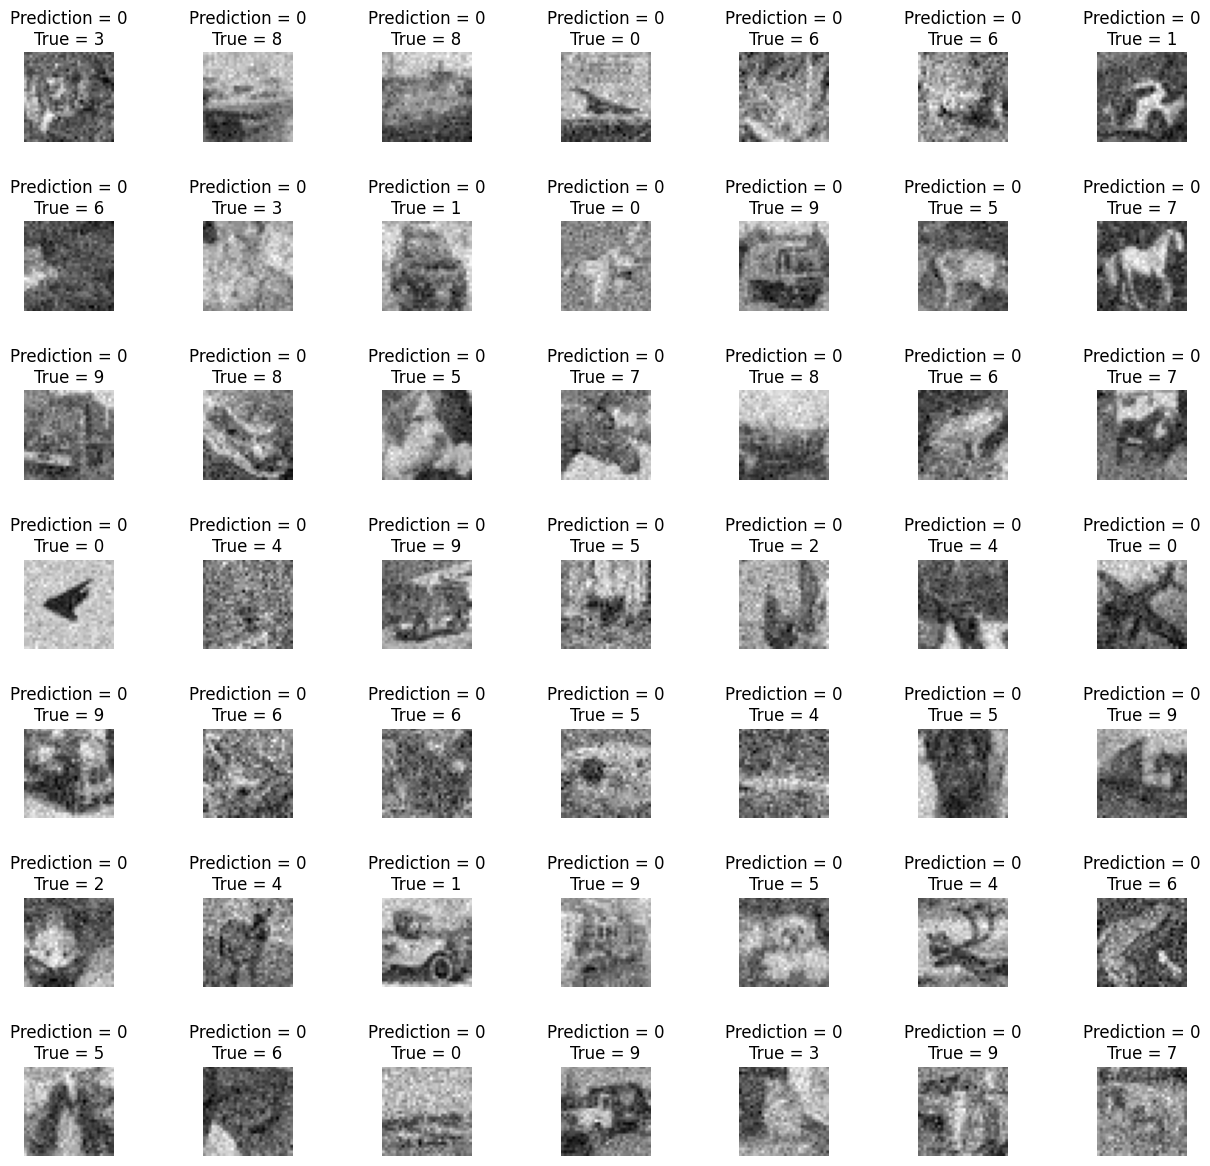 Prediction = 0 Prediction = 0 Prediction = 0 Prediction = 0 Prediction = 0 Prediction = 0 Prediction = 0
True = 3 True = 8 True = 8 True = 0 True = 6 True = 6 True = 1
Prediction = 0 Prediction = 0 Prediction = 0 Prediction = 0 Prediction = 0 Prediction = 0 Prediction = 0
True = 6 True = 3 True = 1 True = 0 True = 9 True = 5 True = 7
Prediction = 0 Prediction = 0 Prediction = 0 Prediction = 0 Prediction = 0 Prediction = 0 Prediction = 0
True = 9 True = 8 True = 5 True = 7 True = 8 True = 6 True = 7
Prediction = 0 Prediction = 0 Prediction = 0 Prediction = 0 Prediction = 0 Prediction = 0 Prediction = 0
True = 0 True = 4 True = 9 True = 5 True = 2 True = 4 True = 0
Prediction = 0 Prediction = 0 Prediction = 0 Prediction = 0 Prediction = 0 Prediction = 0 Prediction = 0
True = 9 True = 6 True = 6 True = 5 True = 4 True = 5 True = 9
Prediction = 0 Prediction = 0 Prediction = 0 Prediction = 0 Prediction = 0 Prediction = 0 Prediction = 0
True = 2 True = 4 True = 1 True = 9 True = 5 True = 4 True = 6
Prediction = 0 Prediction = 0 Prediction = 0 Prediction = 0 Prediction = 0 Prediction = 0 Prediction = 0
True = 5 True = 6 True = 0 True = 9 True = 3 True = 9 True = 7